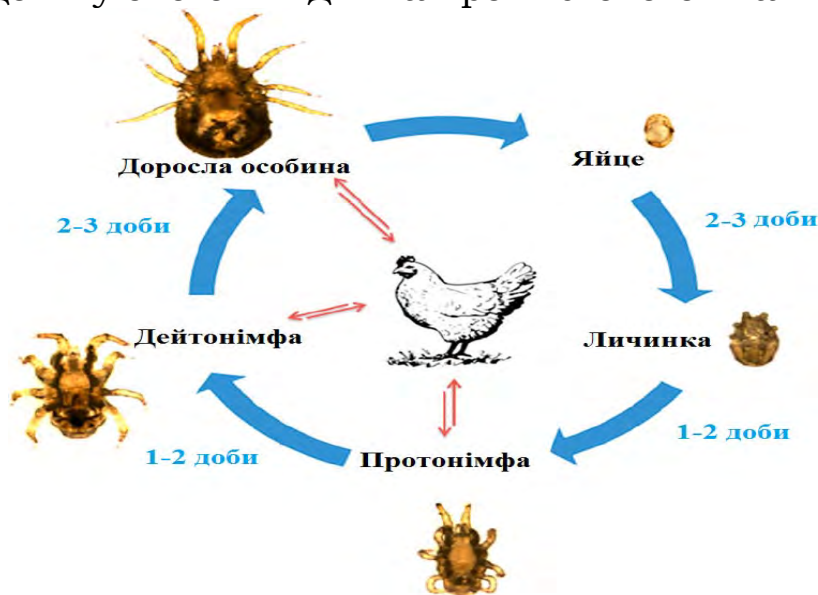 Доросла особина
Яйце
2-3 доби
2-3 доби
Дейтонімфа
Личинка
1-2 доби
1-2 доби
Протонімфа